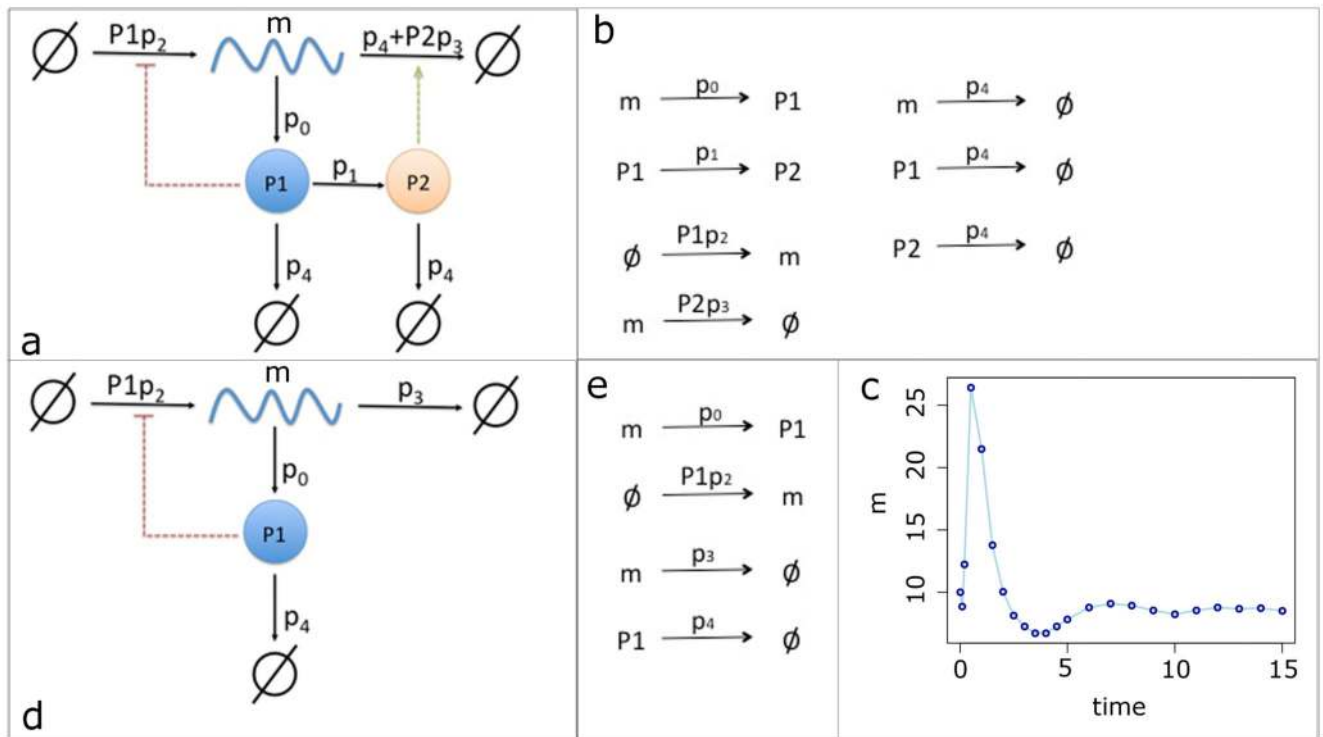 m
Ø P1p2 p4+P2p3 Ø
p0
P1 p1 P2
p4 p4
Ø Ø
a
b
m p0 P1
P1 p1 P2
Ø P1p2 m
m P2p3 Ø
m p4 Ø
P1 p4 Ø
P2 p4 Ø
m
Ø P1p2 p3 Ø
p0
P1
p4
Ø
d
e
m p0 P1
Ø P1p2 m
m p3 Ø
P1 p4 Ø
c
25
20
15
10
m
0 5 10 15
time